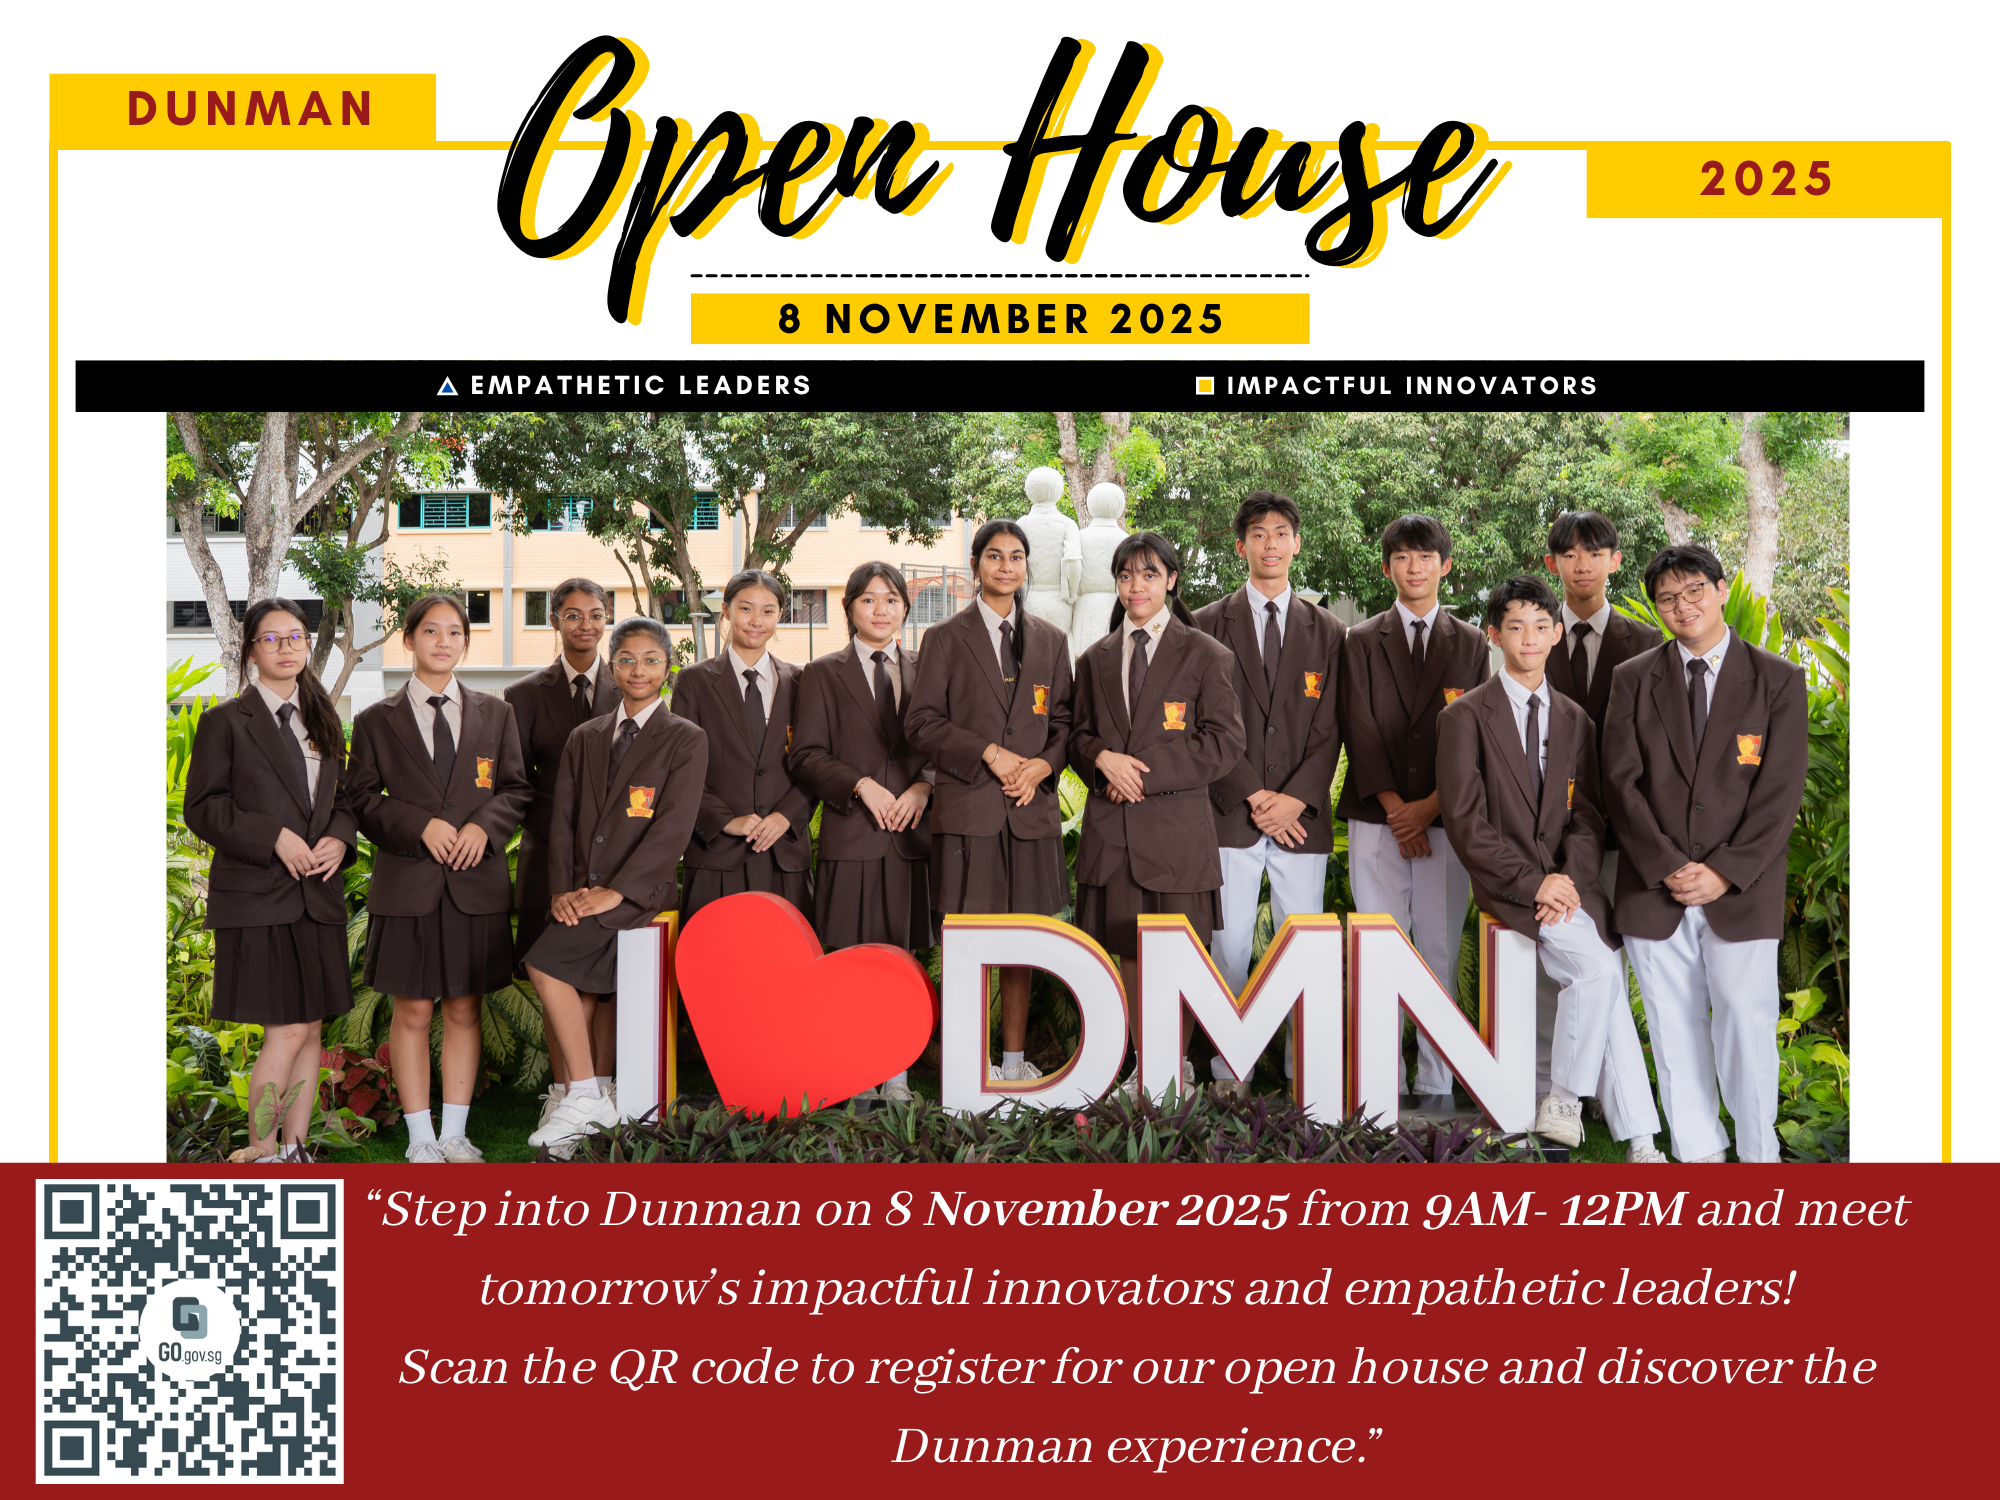 DUNMAN
Open House
2025
8 NOVEMBER 2025
EMPATHETIC LEADERS
IMPACTFUL INNOVATORS
I DMN
GO.gov.sg
“Step into Dunman on 8 November 2025 from 9AM- 12PM and meet
tomorrow’s impactful innovators and empathetic leaders!
Scan the QR code to register for our open house and discover the
Dunman experience.”